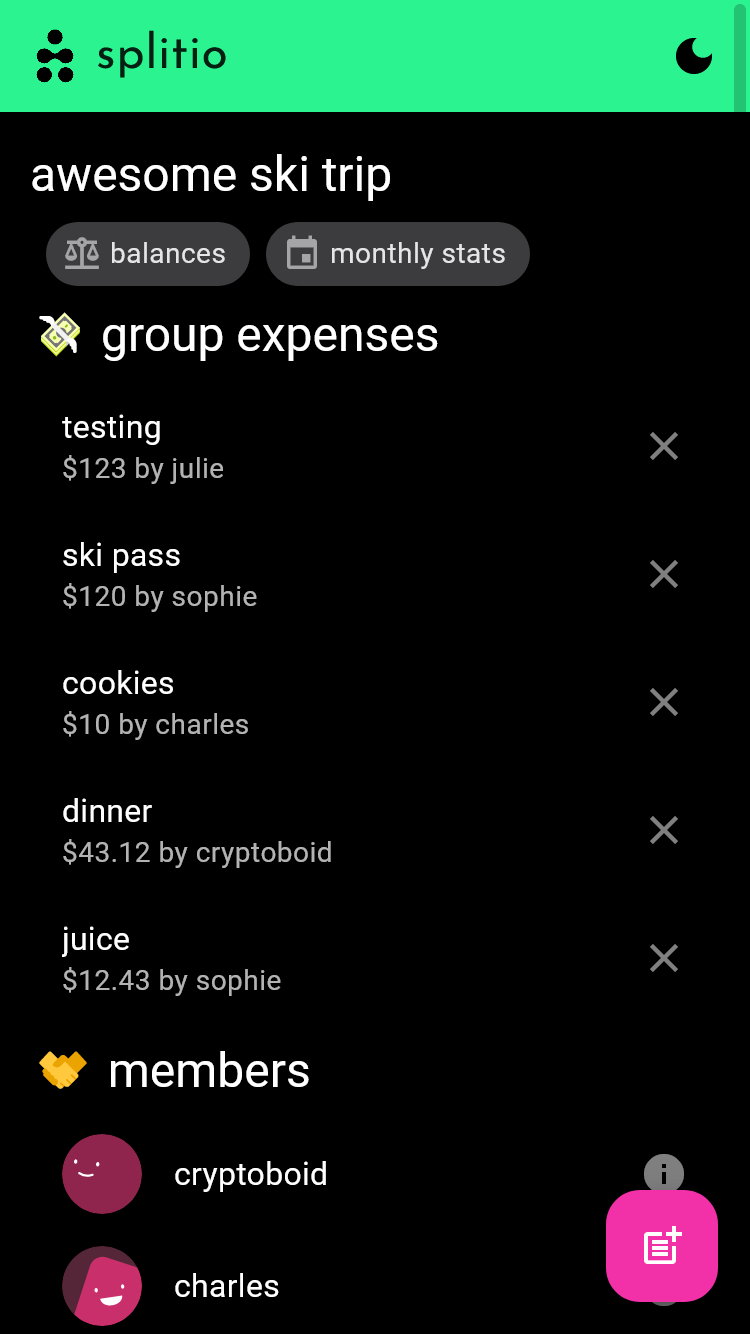 splitio
awesome ski trip
balances
monthly stats
group expenses
testing
$123 by julie
ski pass
$120 by sophie
cookies
$10 by charles
dinner
$43.12 by cryptoboid
juice
$12.43 by sophie
members
cryptoboid
charles